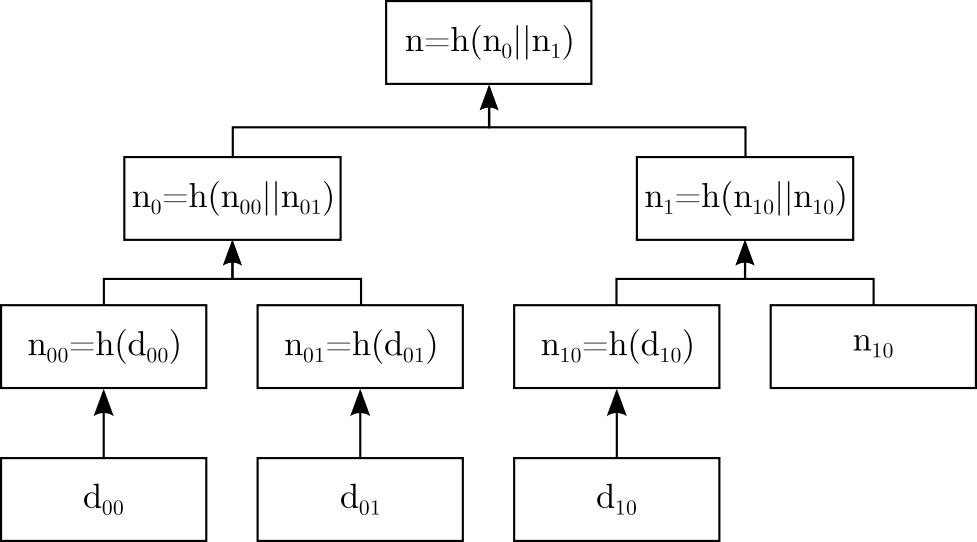 n=h(n₀||n₁)
n₀=h(n₀₀||n₀₁)
n₁=h(n₁₀||n₁₀)
n₀₀=h(d₀₀)
n₀₁=h(d₀₁)
n₁₀=h(d₁₀)
n₁₀
d₀₀
d₀₁
d₁₀